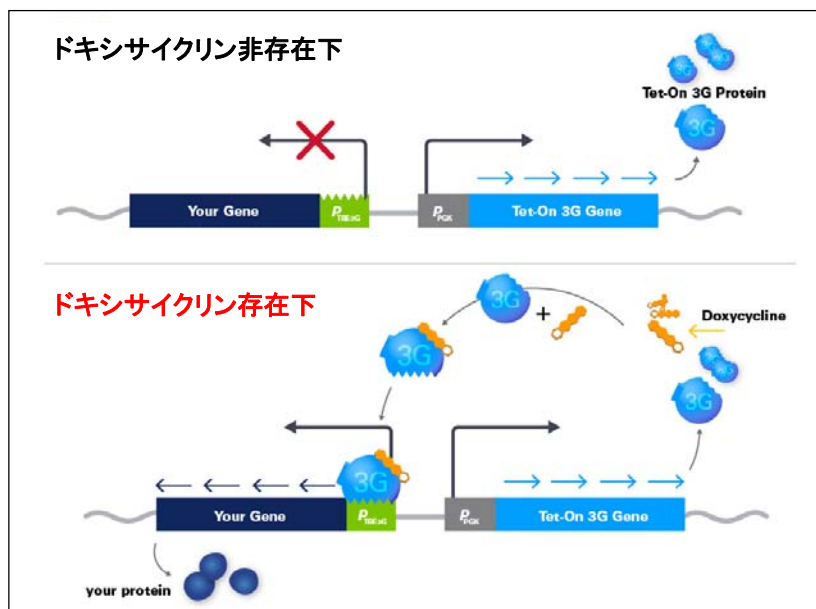 ドキシサイクリン非存在下
Tet-On 3G Protein
3G
Your Gene
PTRE3G
PPGK
Tet-On 3G Gene
ドキシサイクリン存在下
3G
+
Doxycycline
3G
3G
3G
Your Gene
PTRE3G
PPGK
Tet-On 3G Gene
your protein